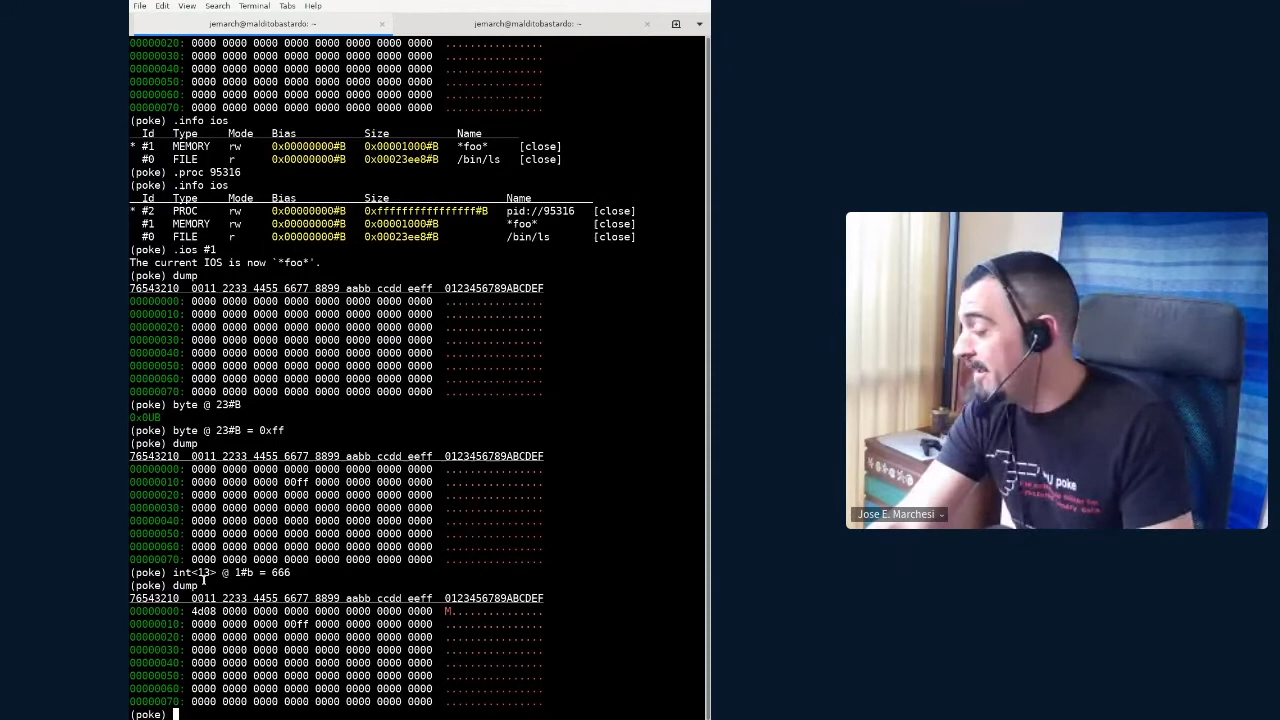 File Edit View Search Terminal Tabs Help
jemarch@malditobastardo: ~ × jemarch@malditobastardo: ~ ×
00000020: 0000 0000 0000 0000 0000 0000 0000 0000 ................
00000030: 0000 0000 0000 0000 0000 0000 0000 0000 ................
00000040: 0000 0000 0000 0000 0000 0000 0000 0000 ................
00000050: 0000 0000 0000 0000 0000 0000 0000 0000 ................
00000060: 0000 0000 0000 0000 0000 0000 0000 0000 ................
00000070: 0000 0000 0000 0000 0000 0000 0000 0000 ................
(poke) .info ios
Id Type Mode Bias Size Name
* #1 MEMORY rw 0x00000000#B 0x00001000#B *foo* [close]
#0 FILE r 0x00000000#B 0x00023ee8#B /bin/ls [close]
(poke) .proc 95316
(poke) .info ios
Id Type Mode Bias Size Name
* #2 PROC rw 0x00000000#B 0xffffffffffffffff#B pid://95316 [close]
#1 MEMORY rw 0x00000000#B 0x00001000#B *foo* [close]
#0 FILE r 0x00000000#B 0x00023ee8#B /bin/ls [close]
(poke) .ios #1
The current IOS is now `*foo*'.
(poke) dump
76543210 0011 2233 4455 6677 8899 aabb ccdd eeff 0123456789ABCDEF
00000000: 0000 0000 0000 0000 0000 0000 0000 0000 ................
00000010: 0000 0000 0000 0000 0000 0000 0000 0000 ................
00000020: 0000 0000 0000 0000 0000 0000 0000 0000 ................
00000030: 0000 0000 0000 0000 0000 0000 0000 0000 ................
00000040: 0000 0000 0000 0000 0000 0000 0000 0000 ................
00000050: 0000 0000 0000 0000 0000 0000 0000 0000 ................
00000060: 0000 0000 0000 0000 0000 0000 0000 0000 ................
00000070: 0000 0000 0000 0000 0000 0000 0000 0000 ................
(poke) byte @ 23#B
0x0UB
(poke) byte @ 23#B = 0xff
(poke) dump
76543210 0011 2233 4455 6677 8899 aabb ccdd eeff 0123456789ABCDEF
00000000: 0000 0000 0000 0000 0000 0000 0000 0000 ................
00000010: 0000 0000 0000 00ff 0000 0000 0000 0000 ................
00000020: 0000 0000 0000 0000 0000 0000 0000 0000 ................
00000030: 0000 0000 0000 0000 0000 0000 0000 0000 ................
00000040: 0000 0000 0000 0000 0000 0000 0000 0000 ................
00000050: 0000 0000 0000 0000 0000 0000 0000 0000 ................
00000060: 0000 0000 0000 0000 0000 0000 0000 0000 ................
00000070: 0000 0000 0000 0000 0000 0000 0000 0000 ................
(poke) int<13> @ 1#b = 666
(poke) dump
76543210 0011 2233 4455 6677 8899 aabb ccdd eeff 0123456789ABCDEF
00000000: 4d08 0000 0000 0000 0000 0000 0000 0000 M...............
00000010: 0000 0000 0000 00ff 0000 0000 0000 0000 ................
00000020: 0000 0000 0000 0000 0000 0000 0000 0000 ................
00000030: 0000 0000 0000 0000 0000 0000 0000 0000 ................
00000040: 0000 0000 0000 0000 0000 0000 0000 0000 ................
00000050: 0000 0000 0000 0000 0000 0000 0000 0000 ................
00000060: 0000 0000 0000 0000 0000 0000 0000 0000 ................
00000070: 0000 0000 0000 0000 0000 0000 0000 0000 ................
(poke)
poke
Jose E. Marchesi